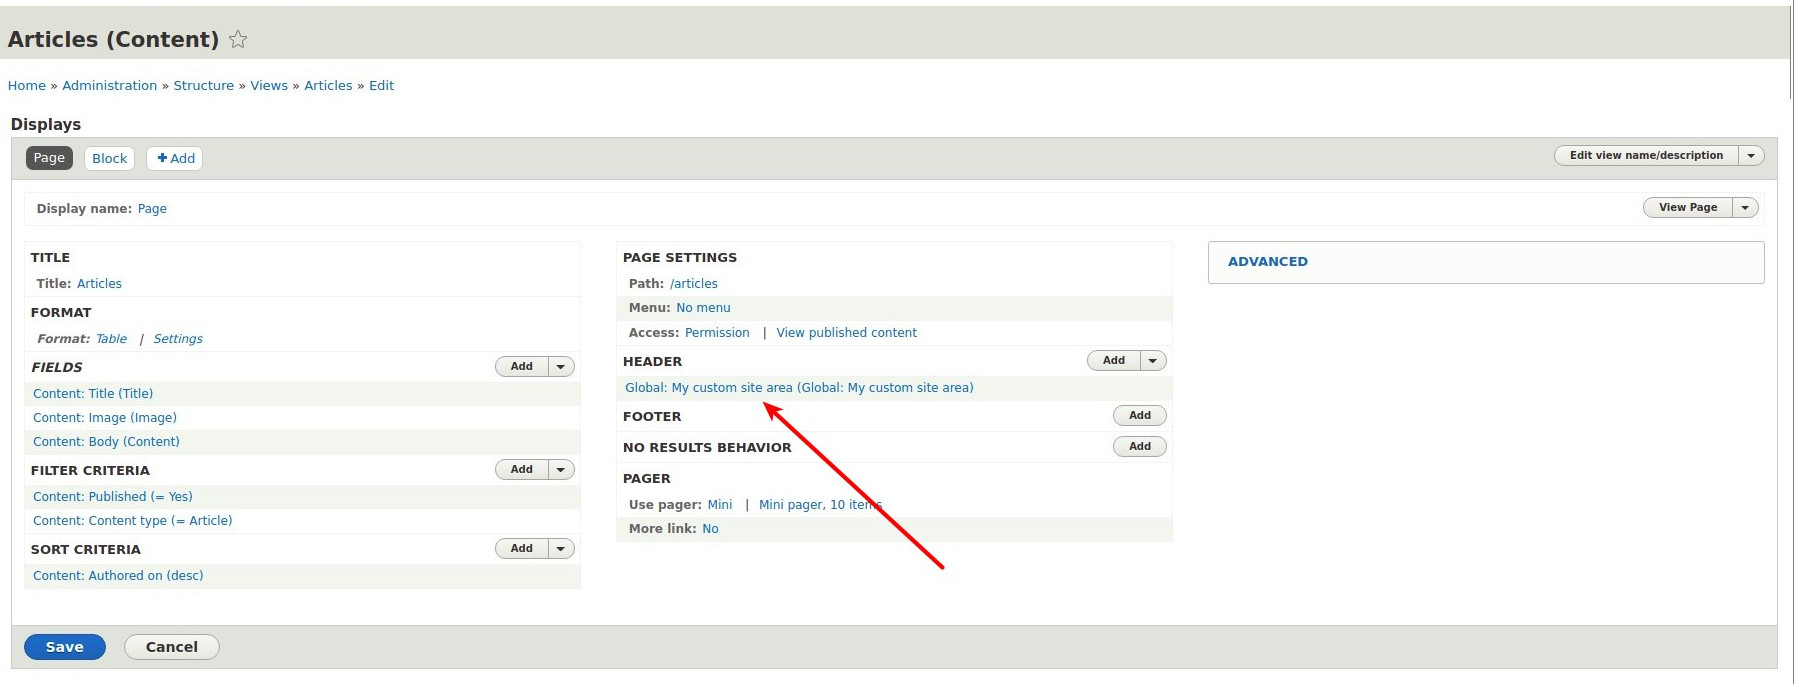 Articles (Content)
Home » Administration » Structure » Views » Articles » Edit
Displays
Page Block Add Edit view name/description
Display name: Page View Page
TITLE
Title: Articles
FORMAT
Format: Table | Settings
FIELDS Add
Content: Title (Title)
Content: Image (Image)
Content: Body (Content)
FILTER CRITERIA Add
Content: Published (= Yes)
Content: Content type (= Article)
SORT CRITERIA Add
Content: Authored on (desc)
PAGE SETTINGS
Path: /articles
Menu: No menu
Access: Permission | View published content
HEADER Add
Global: My custom site area (Global: My custom site area)
FOOTER Add
NO RESULTS BEHAVIOR Add
PAGER
Use pager: Mini | Mini pager, 10 items
More link: No
ADVANCED
Save Cancel